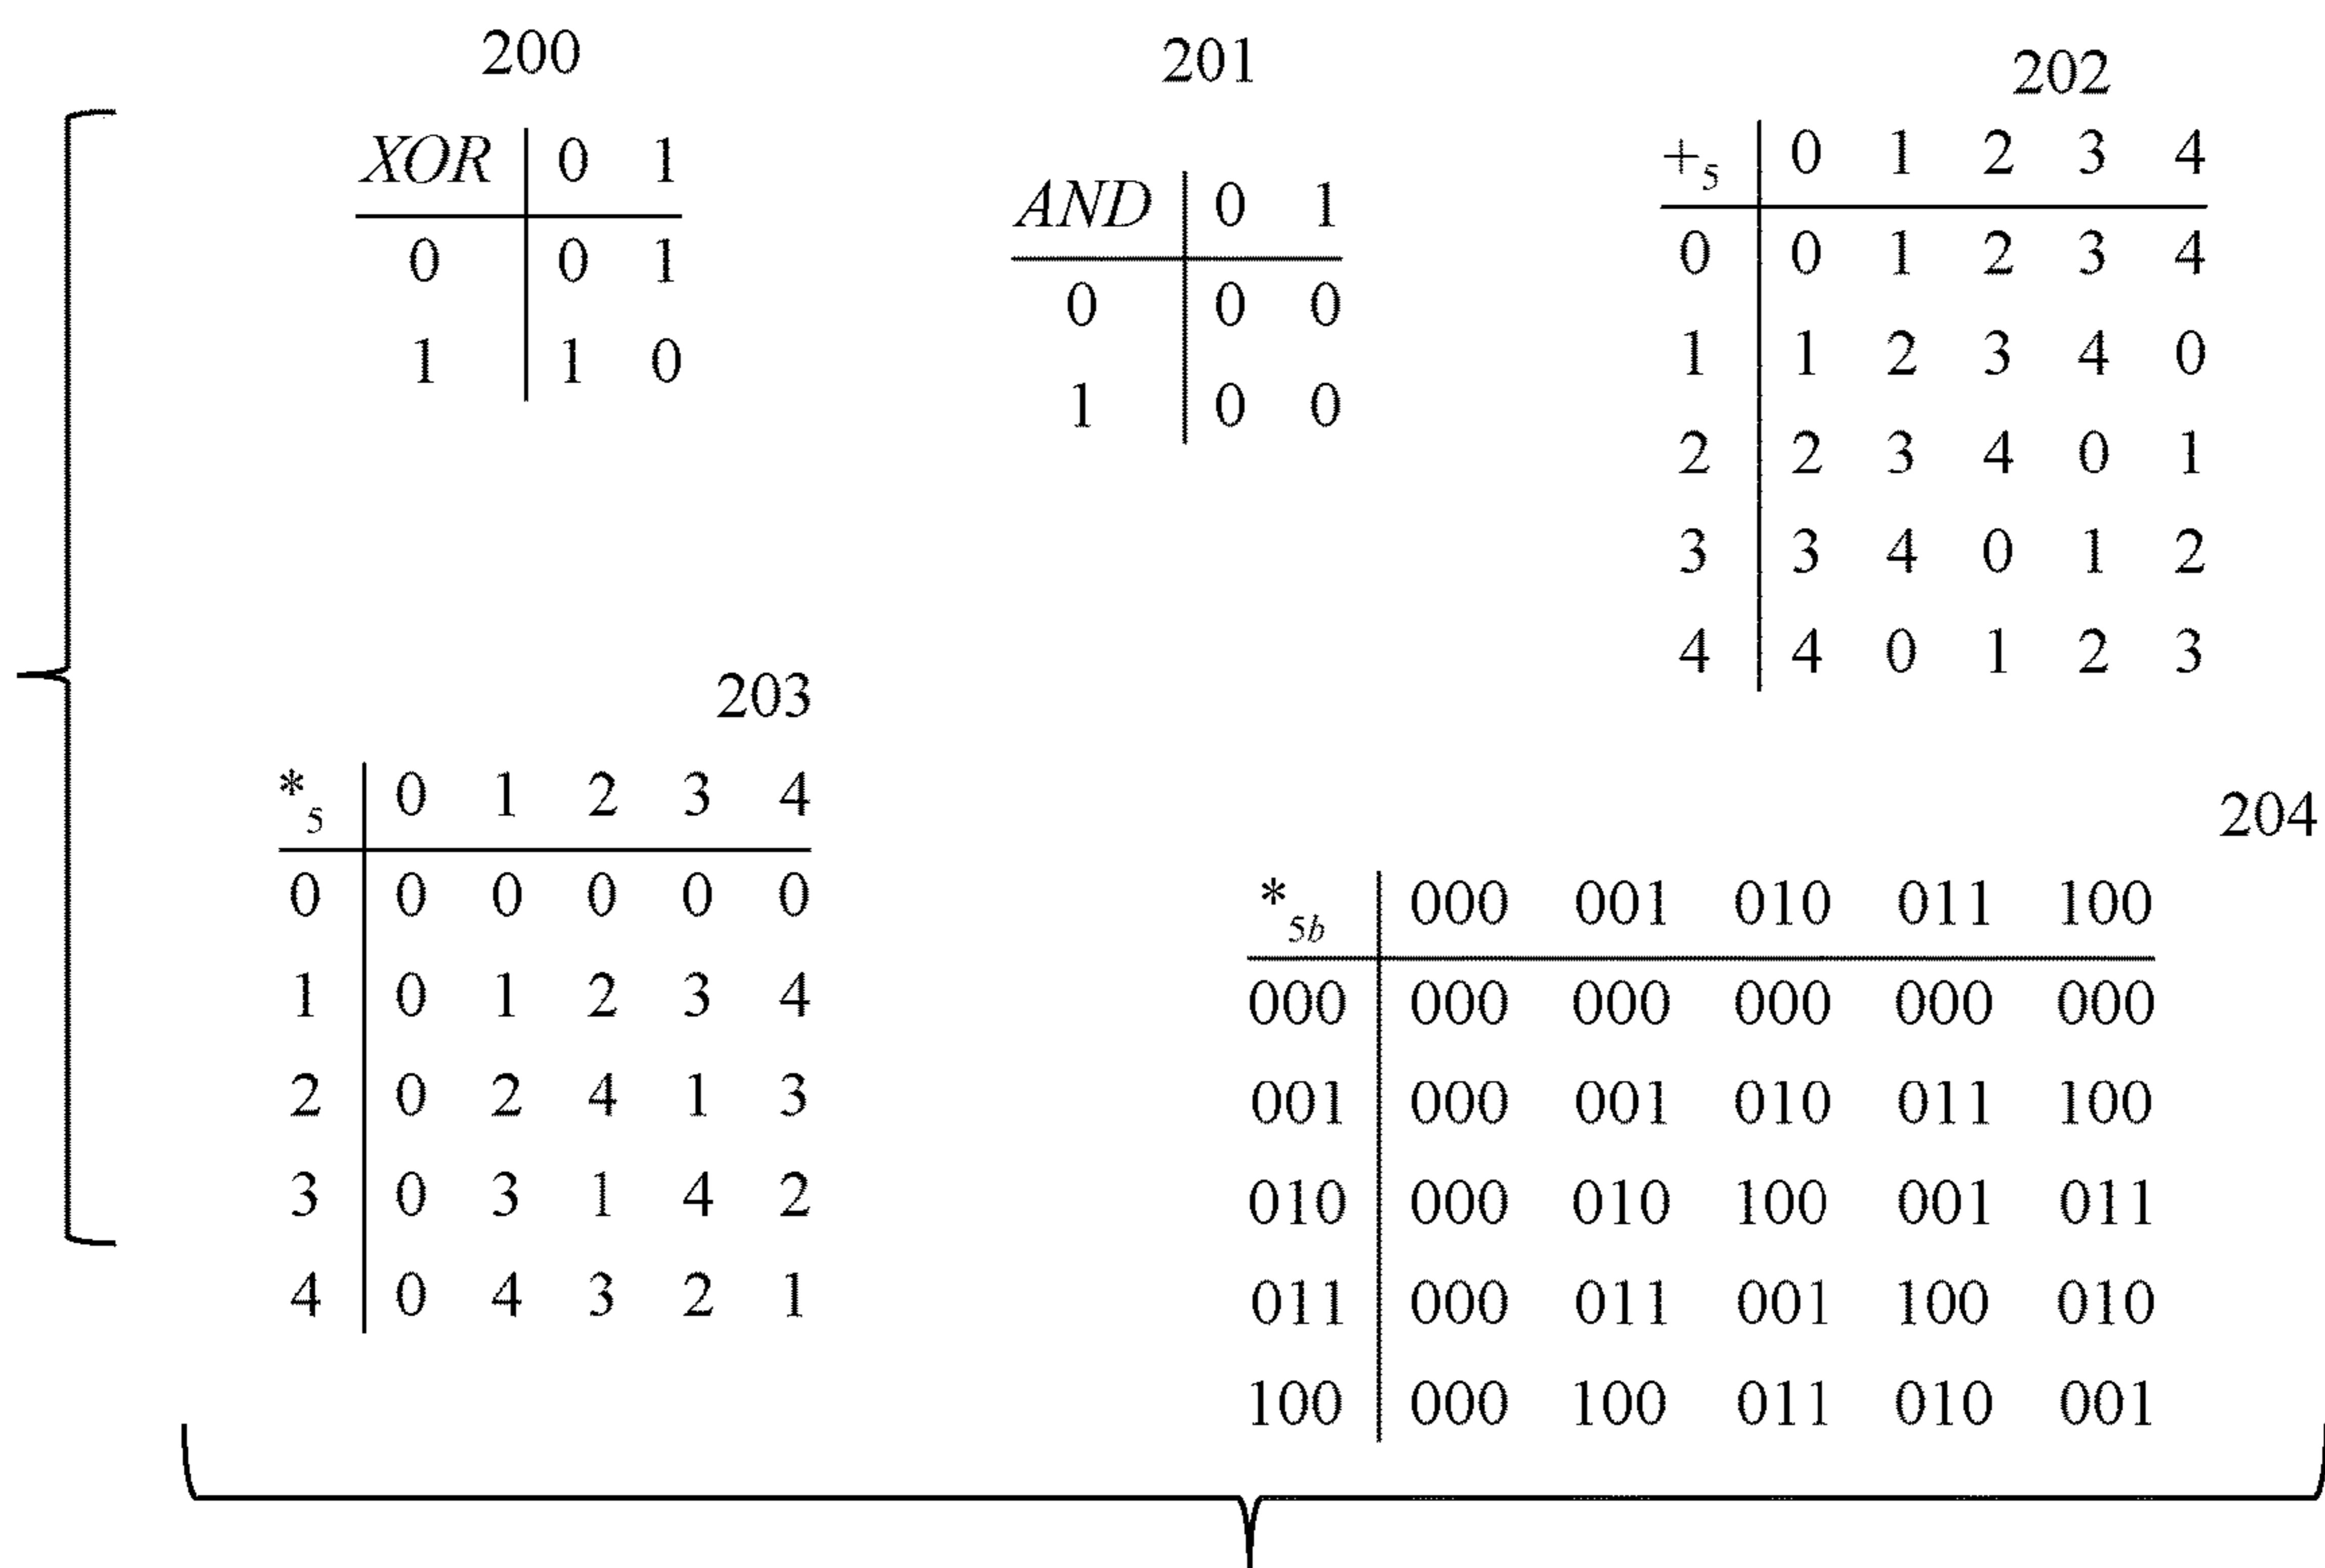 200
XOR 0 1
0 0 1
1 1 0
201
AND 0 1
0 0 0
1 0 0
202
+5 0 1 2 3 4
0 0 1 2 3 4
1 1 2 3 4 0
2 2 3 4 0 1
3 3 4 0 1 2
4 4 0 1 2 3
203
*5 0 1 2 3 4
0 0 0 0 0 0
1 0 1 2 3 4
2 0 2 4 1 3
3 0 3 1 4 2
4 0 4 3 2 1
204
*5b 000 001 010 011 100
000 000 000 000 000 000
001 000 001 010 011 100
010 000 010 100 001 011
011 000 011 001 100 010
100 000 100 011 010 001